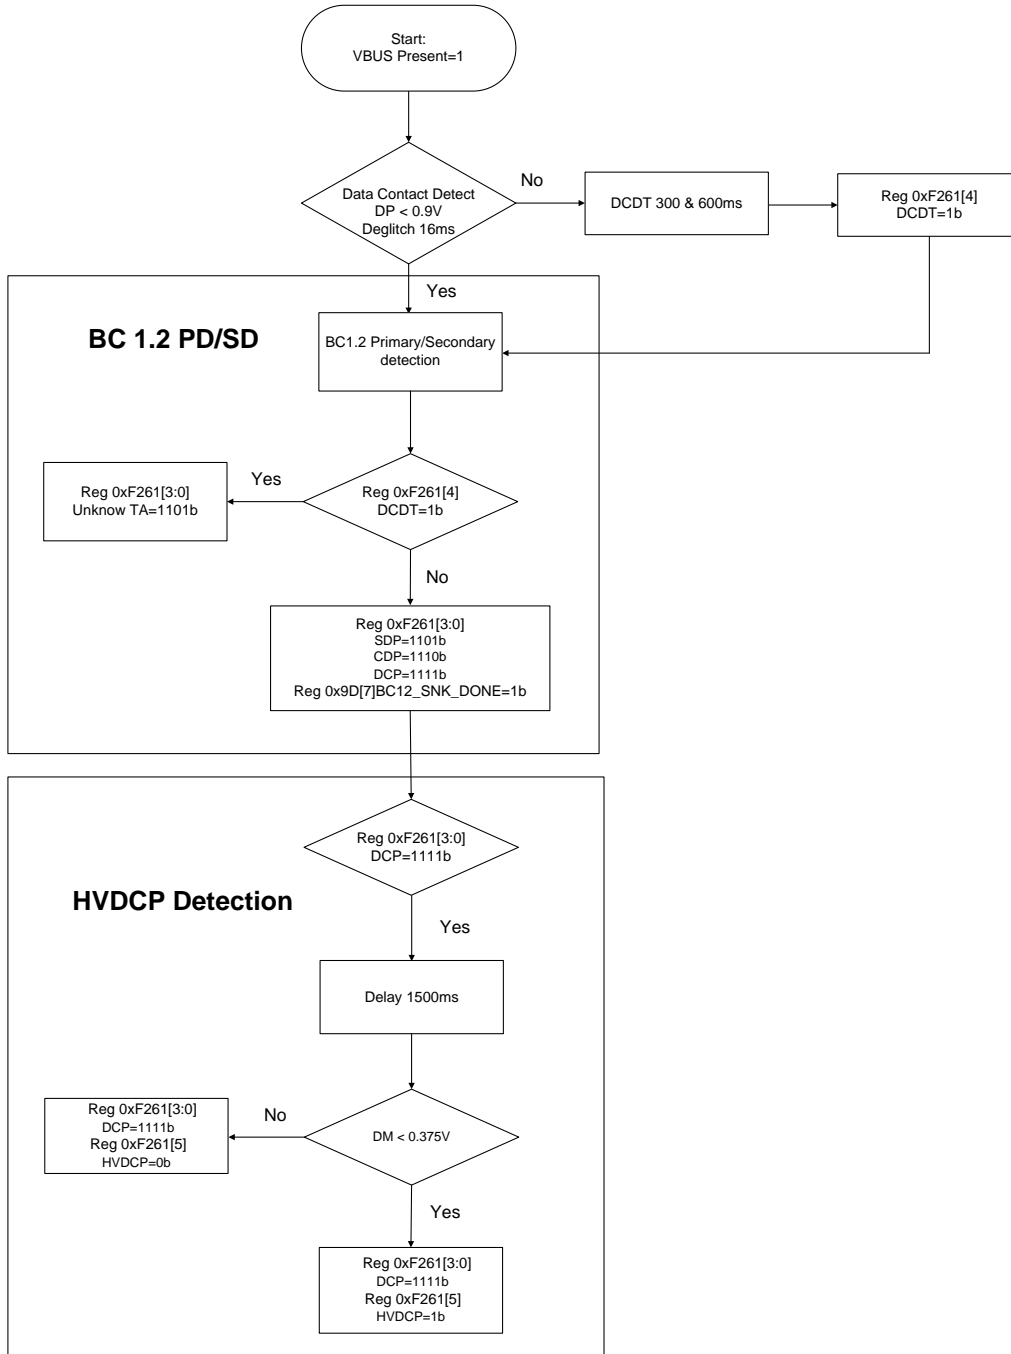 Start:
VBUS Present=1
Data Contact Detect
DP < 0.9V
Deglitch 16ms
No
DCDT 300 & 600ms
Reg 0xF261[4]
DCDT=1b
Yes
BC 1.2 PD/SD
BC1.2 Primary/Secondary
detection
Reg 0xF261[4]
DCDT=1b
Yes
Reg 0xF261[3:0]
Unknow TA=1101b
No
Reg 0xF261[3:0]
SDP=1101b
CDP=1110b
DCP=1111b
Reg 0x9D[7]BC12_SNK_DONE=1b
HVDCP Detection
Reg 0xF261[3:0]
DCP=1111b
Yes
Delay 1500ms
DM < 0.375V
No
Reg 0xF261[3:0]
DCP=1111b
Reg 0xF261[5]
HVDCP=0b
Yes
Reg 0xF261[3:0]
DCP=1111b
Reg 0xF261[5]
HVDCP=1b